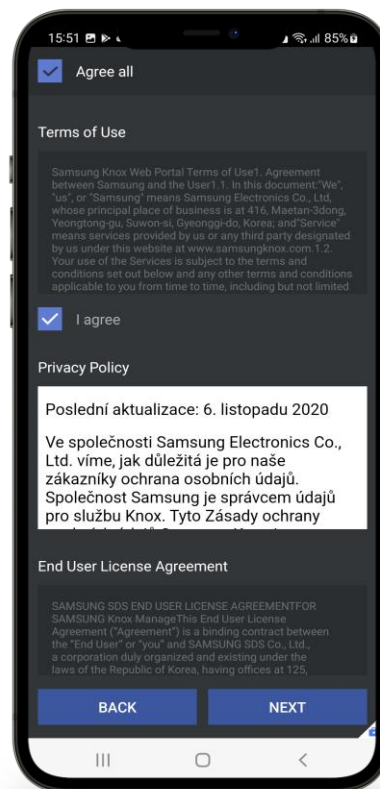 15:51
85%
Agree all
Terms of Use
Samsung Knox Web Portal Terms of Use1. Agreement
between Samsung and the User1.1. In this document:"We",
"us", or "Samsung" means Samsung Electronics Co., Ltd,
whose principal place of business is at 416, Maetan-3dong,
Yeongtong-gu, Suwon-si, Gyeonggi-do, Korea; and"Service"
means services provided by us or any third party designated
by us under this website at www.samsungknox.com.1.2.
Your use of the Services is subject to the terms and
conditions set out below and any other terms and conditions
applicable to you from time to time, including but not limited
I agree
Privacy Policy
Poslední aktualizace: 6. listopadu 2020
Ve společnosti Samsung Electronics Co.,
Ltd. víme, jak důležitá je pro naše
zákazníky ochrana osobních údajů.
Společnost Samsung je správcem údajů
pro službu Knox. Tyto Zásady ochrany
End User License Agreement
SAMSUNG SDS END USER LICENSE AGREEMENTFOR
SAMSUNG Knox ManageThis End User License
Agreement ("Agreement") is a binding contract between
the "End User" or "you" and SAMSUNG SDS Co., Ltd.,
a corporation duly organized and existing under the
laws of the Republic of Korea, having offices at 125,
BACK
NEXT